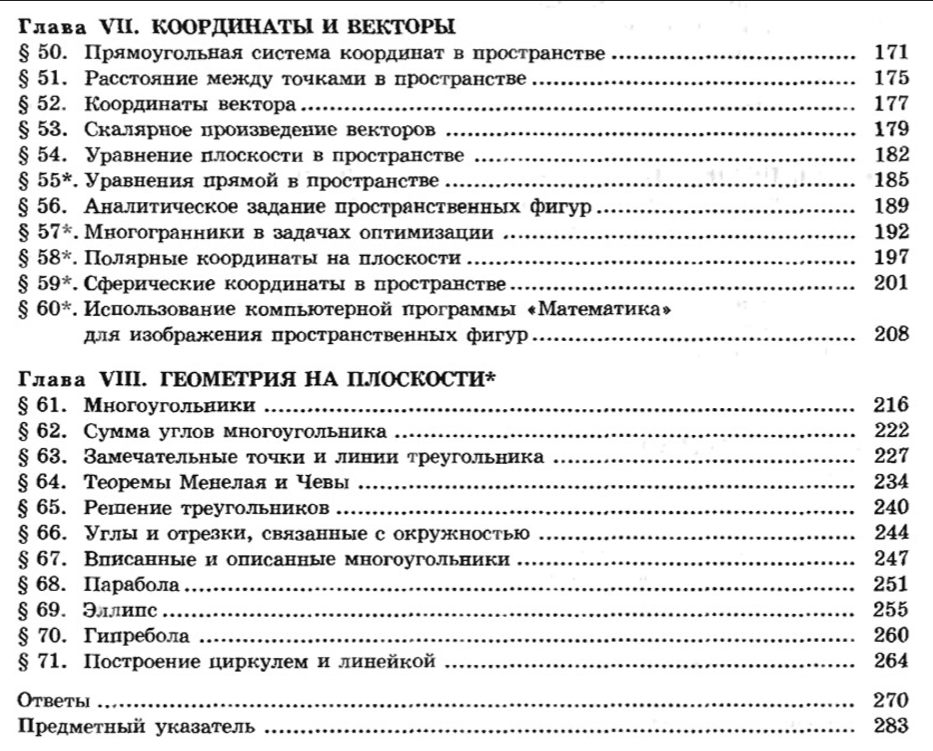 Глава VII. КООРДИНАТЫ И ВЕКТОРЫ
§ 50. Прямоугольная система координат в пространстве 171
§ 51. Расстояние между точками в пространстве 175
§ 52. Координаты вектора 177
§ 53. Скалярное произведение векторов 179
§ 54. Уравнение плоскости в пространстве 182
§ 55*. Уравнения прямой в пространстве 185
§ 56. Аналитическое задание пространственных фигур 189
§ 57*. Многогранники в задачах оптимизации 192
§ 58*. Полярные координаты на плоскости 197
§ 59*. Сферические координаты в пространстве 201
§ 60*. Использование компьютерной программы «Математика»
для изображения пространственных фигур 208
Глава VIII. ГЕОМЕТРИЯ НА ПЛОСКОСТИ*
§ 61. Многоугольники 216
§ 62. Сумма углов многоугольника 222
§ 63. Замечательные точки и линии треугольника 227
§ 64. Теоремы Менелая и Чевы 234
§ 65. Решение треугольников 240
§ 66. Углы и отрезки, связанные с окружностью 244
§ 67. Вписанные и описанные многоугольники 247
§ 68. Парабола 251
§ 69. Эллипс 255
§ 70. Гипребола 260
§ 71. Построение циркулем и линейкой 264
Ответы 270
Предметный указатель 283